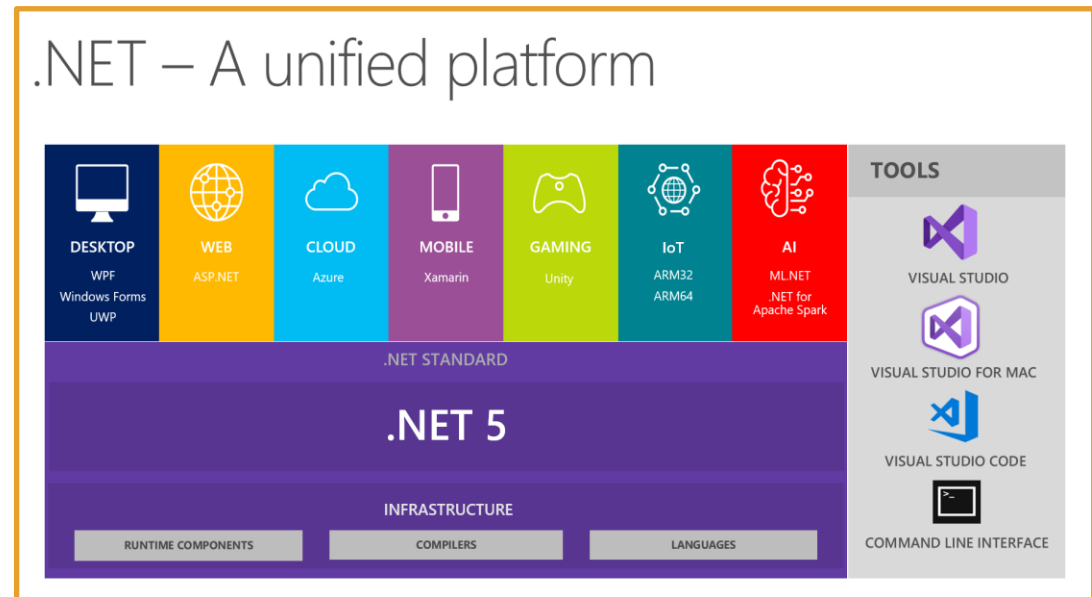 .NET – A unified platform
DESKTOP
WPF
Windows Forms
UWP
WEB
ASP.NET
CLOUD
Azure
MOBILE
Xamarin
GAMING
Unity
IoT
ARM32
ARM64
AI
ML.NET
.NET for
Apache Spark
.NET STANDARD
.NET 5
INFRASTRUCTURE
RUNTIME COMPONENTS
COMPILERS
LANGUAGES
TOOLS
VISUAL STUDIO
VISUAL STUDIO FOR MAC
VISUAL STUDIO CODE
COMMAND LINE INTERFACE